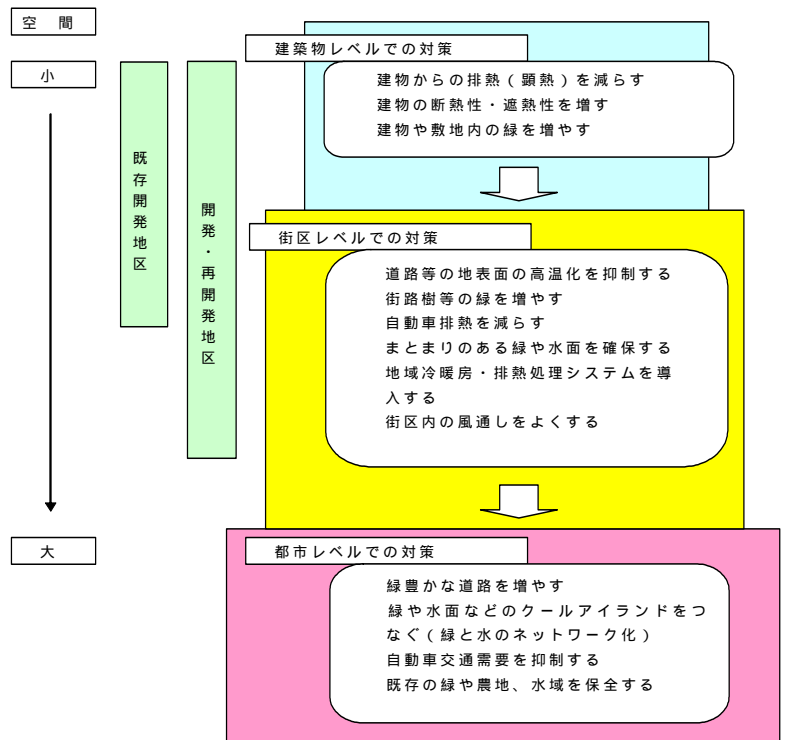 空 間
小
既存開発地区
開発・再開発地区
大
建築物レベルでの対策
建物からの排熱（顕熱）を減らす
建物の断熱性・遮熱性を増す
建物や敷地内の緑を増やす
街区レベルでの対策
道路等の地表面の高温化を抑制する
街路樹等の緑を増やす
自動車排熱を減らす
まとまりのある緑や水面を確保する
地域冷暖房・排熱処理システムを導
入する
街区内の風通しをよくする
都市レベルでの対策
緑豊かな道路を増やす
緑や水面などのクールアイランドをつ
なぐ（緑と水のネットワーク化）
自動車交通需要を抑制する
既存の緑や農地、水域を保全する